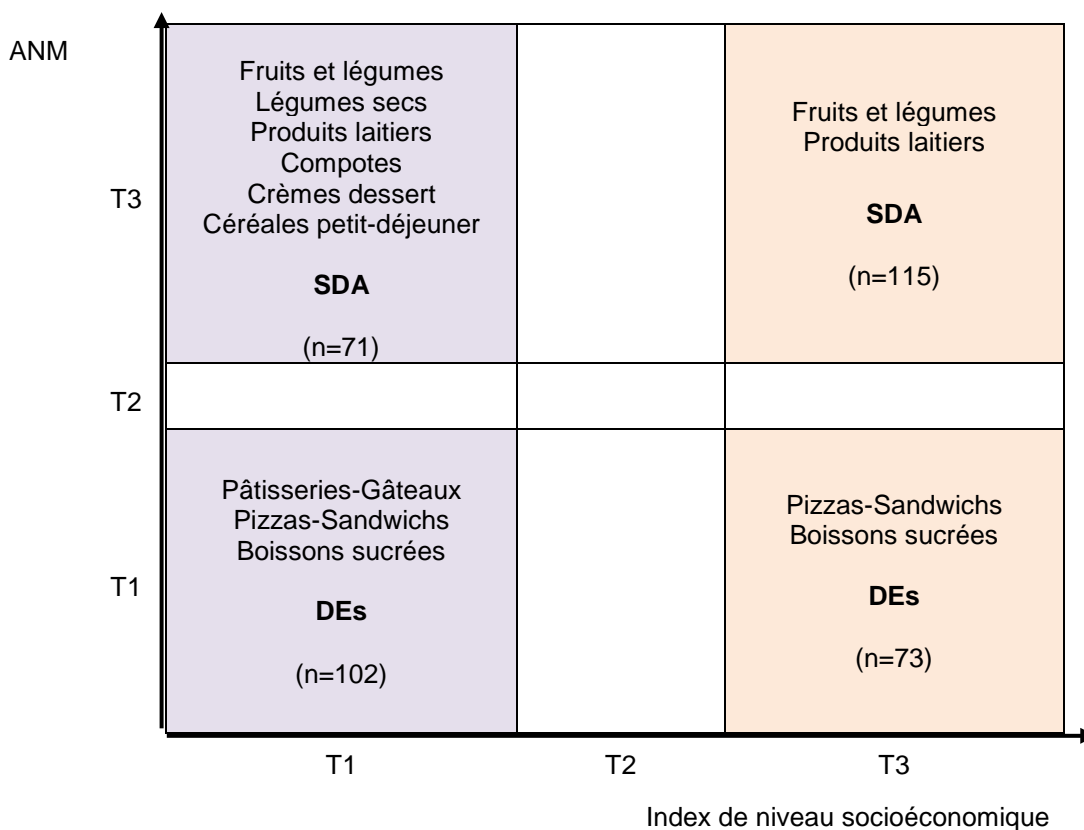 ANM
T3
Fruits et légumes
Légumes secs
Produits laitiers
Compotes
Crèmes dessert
Céréales petit-déjeuner
SDA
(n=71)
Fruits et légumes
Produits laitiers
SDA
(n=115)
T2
T1
Pâtisseries-Gâteaux
Pizzas-Sandwichs
Boissons sucrées
DEs
(n=102)
Pizzas-Sandwichs
Boissons sucrées
DEs
(n=73)
T1
T2
T3
Index de niveau socioéconomique